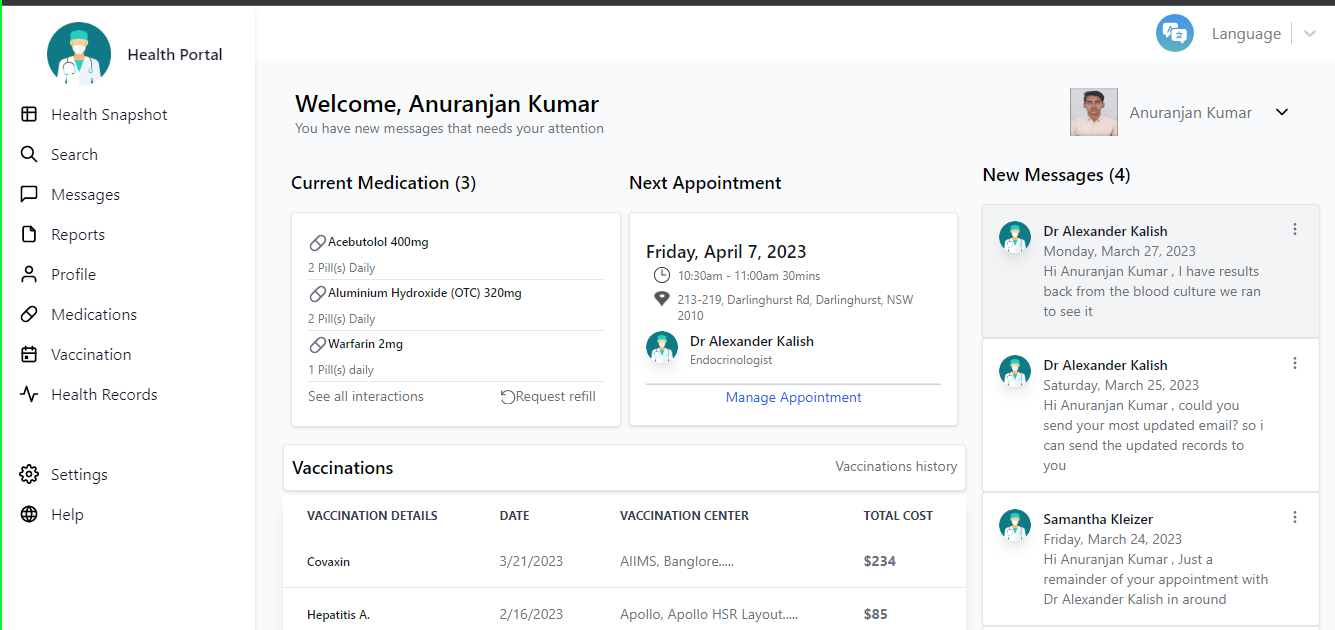 Health Portal
Health Snapshot
Search
Messages
Reports
Profile
Medications
Vaccination
Health Records
Settings
Help
Language
Welcome, Anuranjan Kumar
You have new messages that needs your attention
Anuranjan Kumar
Current Medication (3)
Acebutolol 400mg
2 Pill(s) Daily
Aluminium Hydroxide (OTC) 320mg
2 Pill(s) Daily
Warfarin 2mg
1 Pill(s) daily
See all interactions Request refill
Next Appointment
Friday, April 7, 2023
10:30am - 11:00am 30mins
213-219, Darlinghurst Rd, Darlinghurst, NSW
2010
Dr Alexander Kalish
Endocrinologist
Manage Appointment
Vaccinations Vaccinations history
VACCINATION DETAILS DATE VACCINATION CENTER TOTAL COST
Covaxin 3/21/2023 AIIMS, Banglore..... $234
Hepatitis A. 2/16/2023 Apollo, Apollo HSR Layout..... $85
New Messages (4)
Dr Alexander Kalish
Monday, March 27, 2023
Hi Anuranjan Kumar , I have results
back from the blood culture we ran
to see it
Dr Alexander Kalish
Saturday, March 25, 2023
Hi Anuranjan Kumar , could you
send your most updated email? so i
can send the updated records to
you
Samantha Kleizer
Friday, March 24, 2023
Hi Anuranjan Kumar , Just a
remainder of your appointment with
Dr Alexander Kalish in around